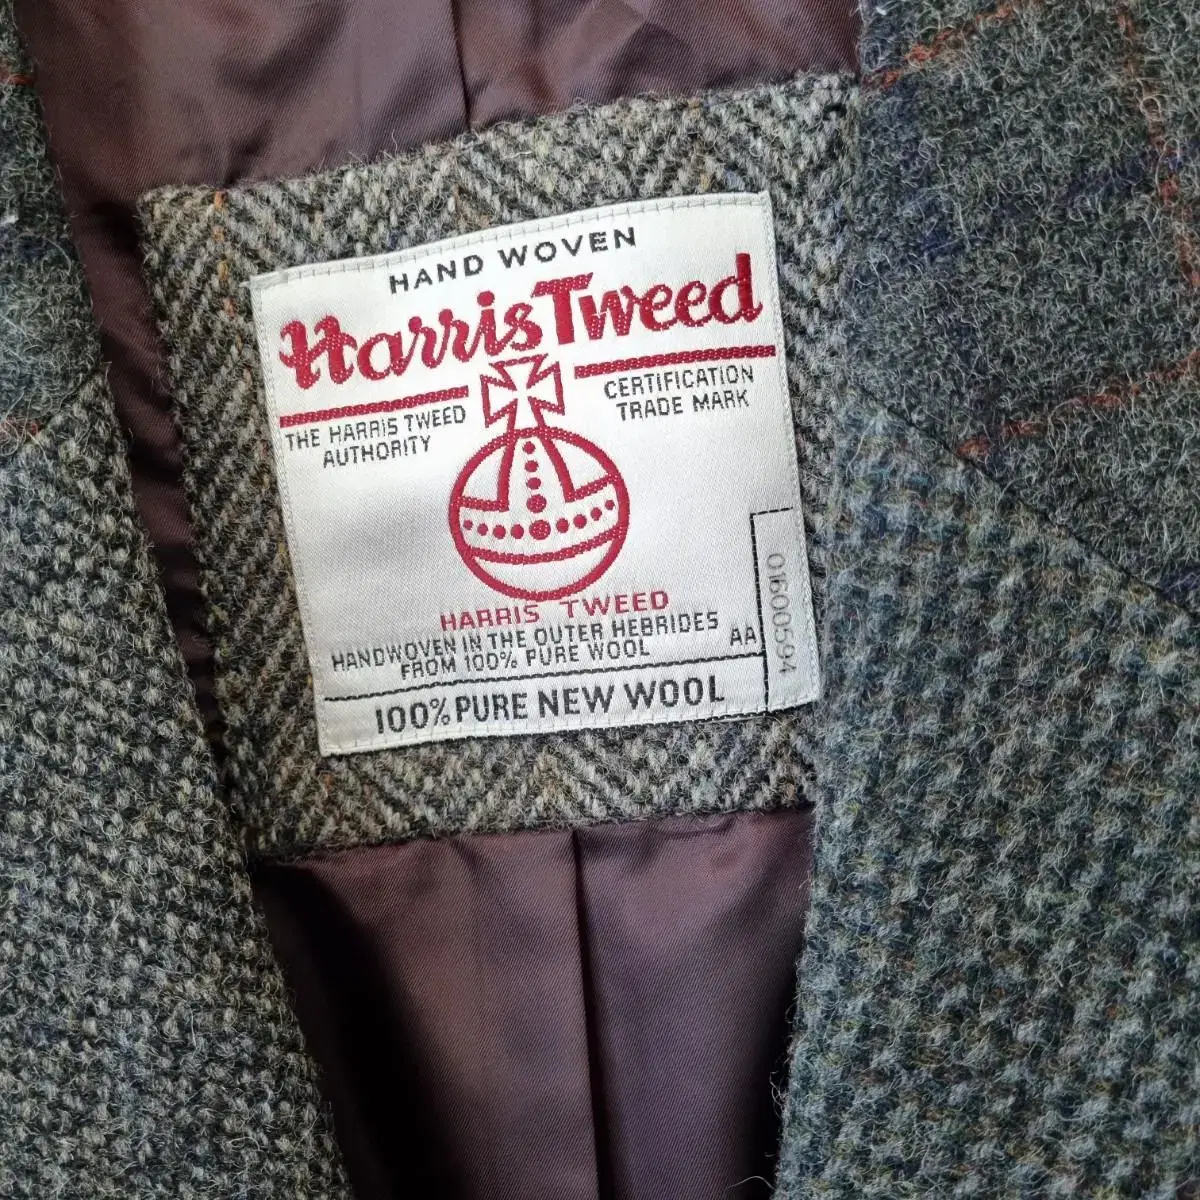 HAND WOVEN
Harris Tweed
THE HARRIS TWEED
AUTHORITY
CERTIFICATION
TRADE MARK
HARRIS TWEED
HANDWOVEN IN THE OUTER HEBRIDES
FROM 100% PURE WOOL
AA
01600594
100% PURE NEW WOOL